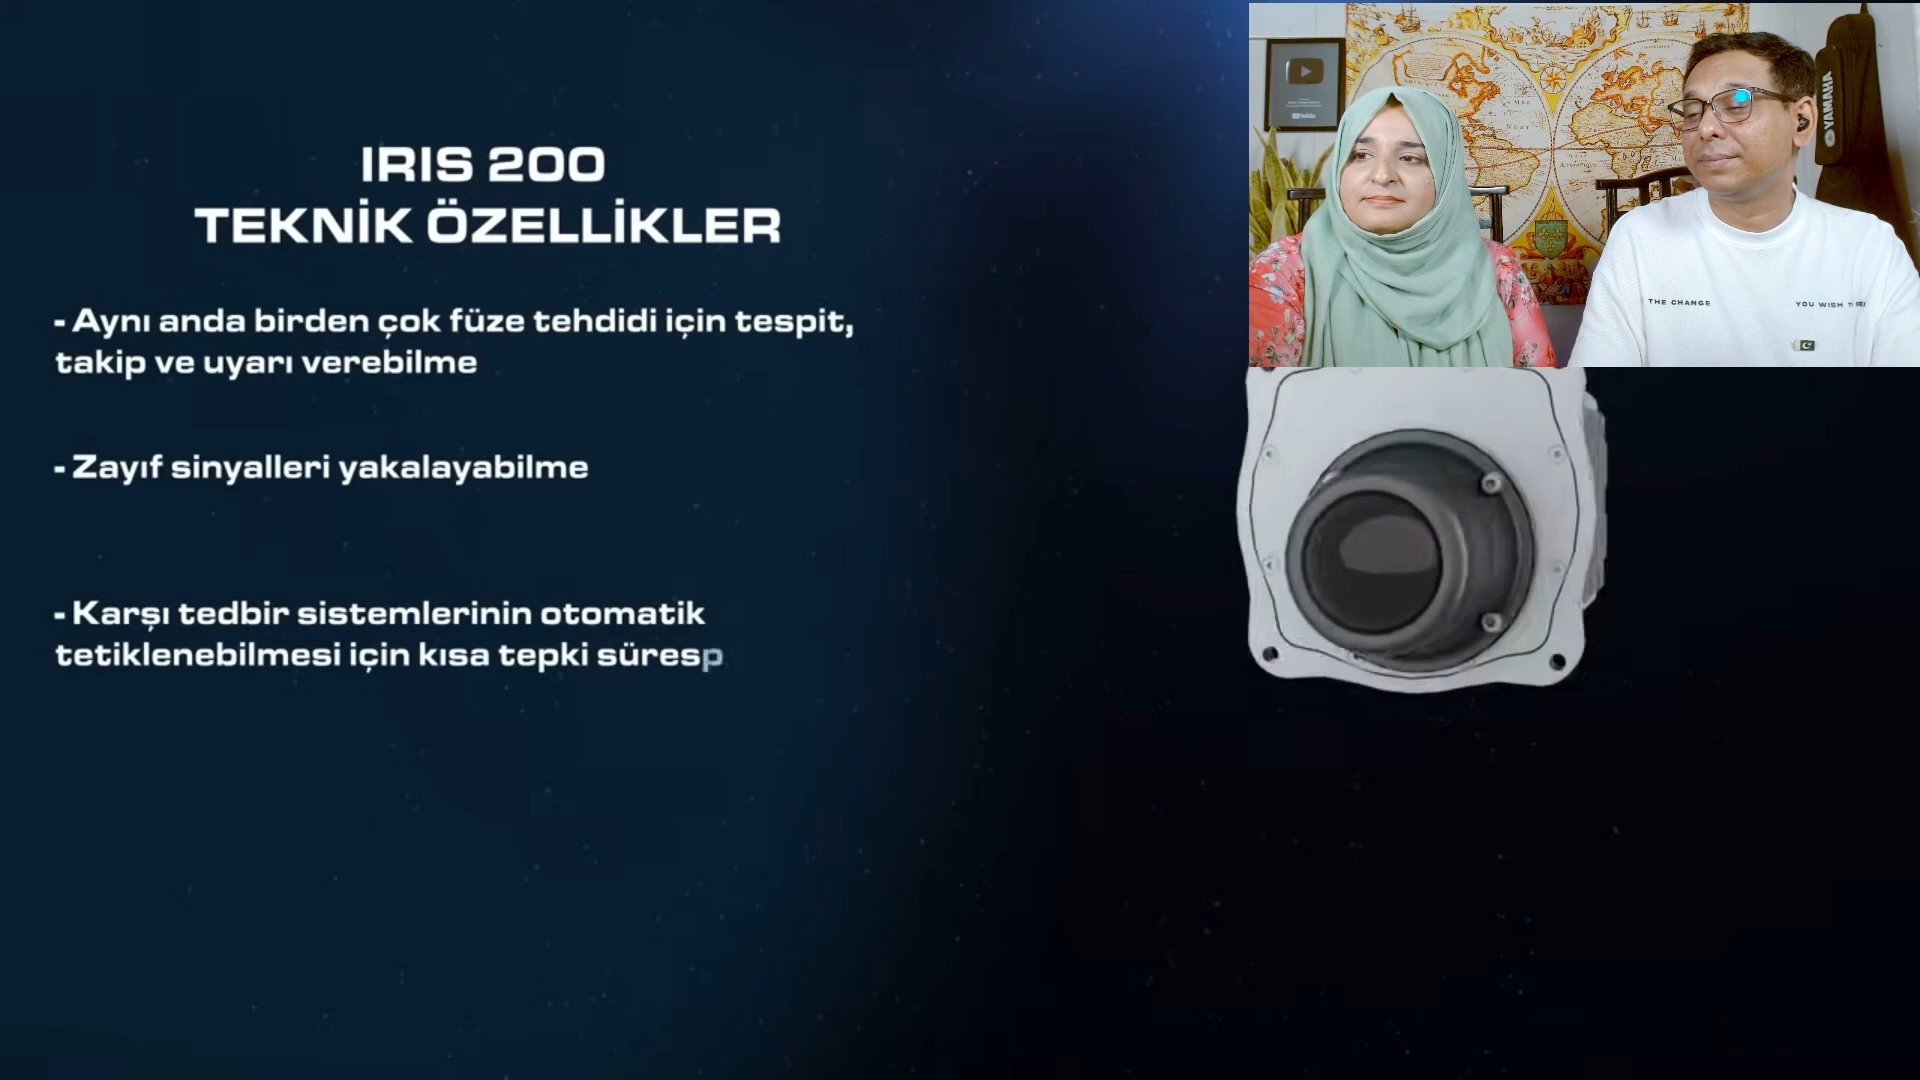 IRIS 200
TEKNİK ÖZELLİKLER
- Aynı anda birden çok füze tehdidi için tespit,
takip ve uyarı verebilme
- Zayıf sinyalleri yakalayabilme
- Karşı tedbir sistemlerinin otomatik
tetiklenebilmesi için kısa tepki süresp
YAMAHA
THE CHANGE
YOU WISH